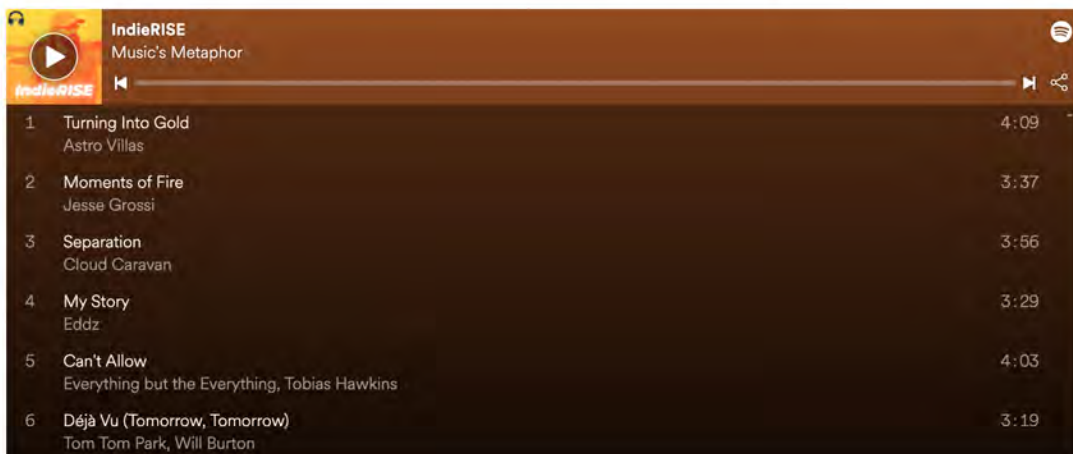 IndieRISE
Music's Metaphor
IndieRISE
1 Turning Into Gold 4:09
Astro Villas
2 Moments of Fire 3:37
Jesse Grossi
3 Separation 3:56
Cloud Caravan
4 My Story 3:29
Eddz
5 Can't Allow 4:03
Everything but the Everything, Tobias Hawkins
6 Déjà Vu (Tomorrow, Tomorrow) 3:19
Tom Tom Park, Will Burton